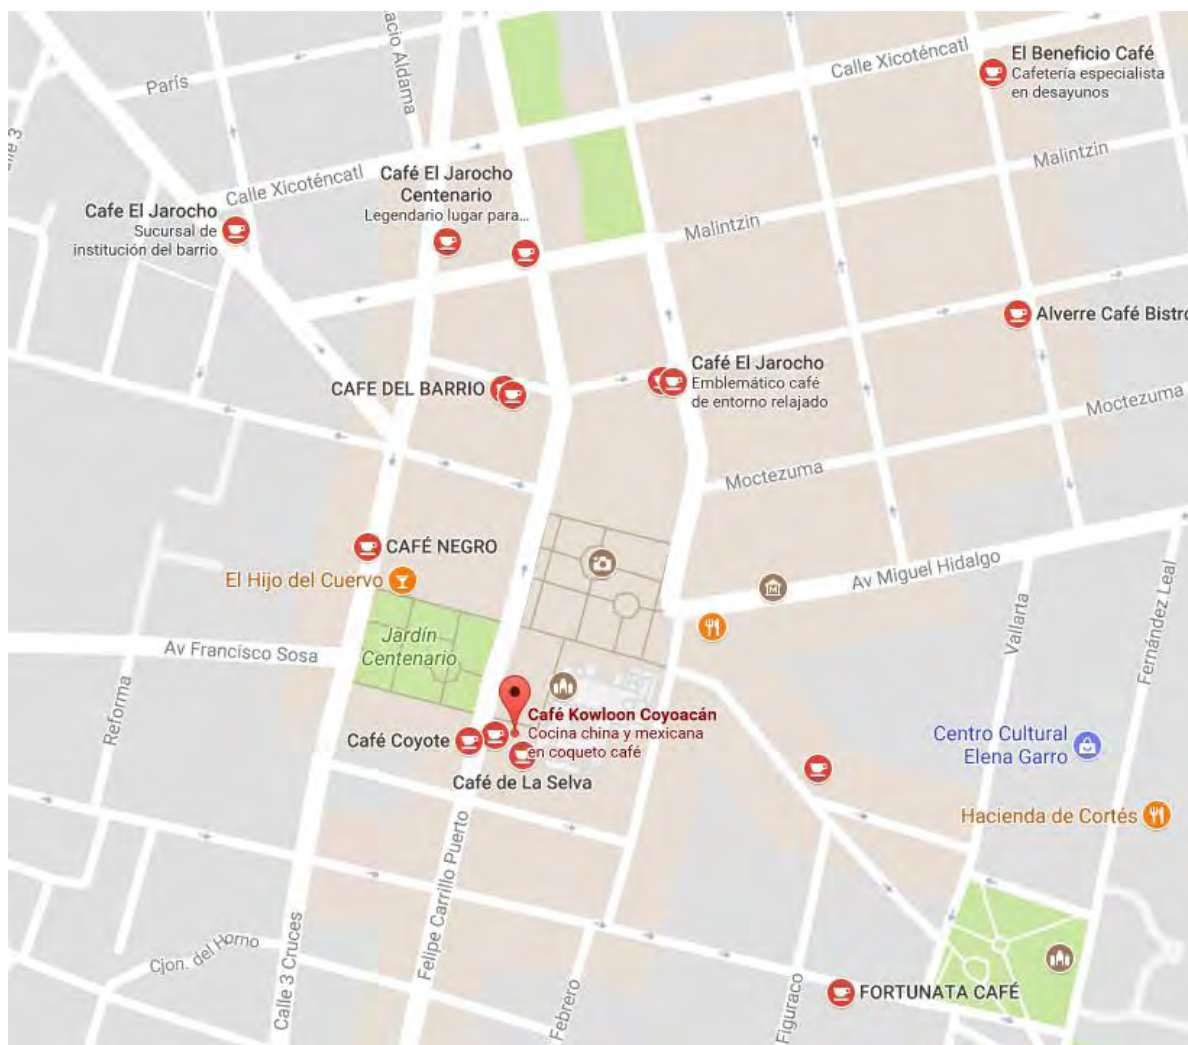 acio Aldama
El Beneficio Café
Cafetería especialista
en desayunos
Calle Xicoténcatl
París
alle 3
Malintzin
Café El Jarocho
Centenario
Legendario lugar para...
Calle Xicoténcatl
Cafe El Jarocho
Sucursal de
institución del barrio
Malintzin
Alverre Café Bistró
Café El Jarocho
Emblemático café
de entorno relajado
CAFE DEL BARRIO
Moctezuma
Moctezuma
CAFÉ NEGRO
El Hijo del Cuervo
Av Miguel Hidalgo
Vallarta
Fernández Leal
Jardín
Centenario
Av Francisco Sosa
Reforma
Café Kowloon Coyoacán
Cocina china y mexicana
en coqueto café
Café Coyote
Café de La Selva
Centro Cultural
Elena Garro
Hacienda de Cortés
Felipe Carrillo Puerto
Cjon. del Horno
Calle 3 Cruces
Febrero
Figuraco
FORTUNATA CAFÉ